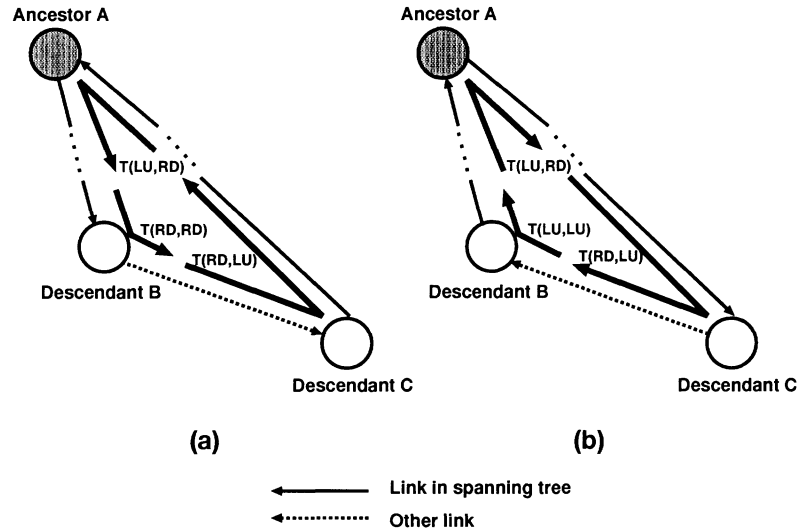 Ancestor A
T(LU,RD)
T(RD,RD)
T(RD,LU)
Descendant B
Descendant C
(a)
Ancestor A
T(LU,RD)
T(LU,LU)
T(RD,LU)
Descendant B
Descendant C
(b)
Link in spanning tree
Other link